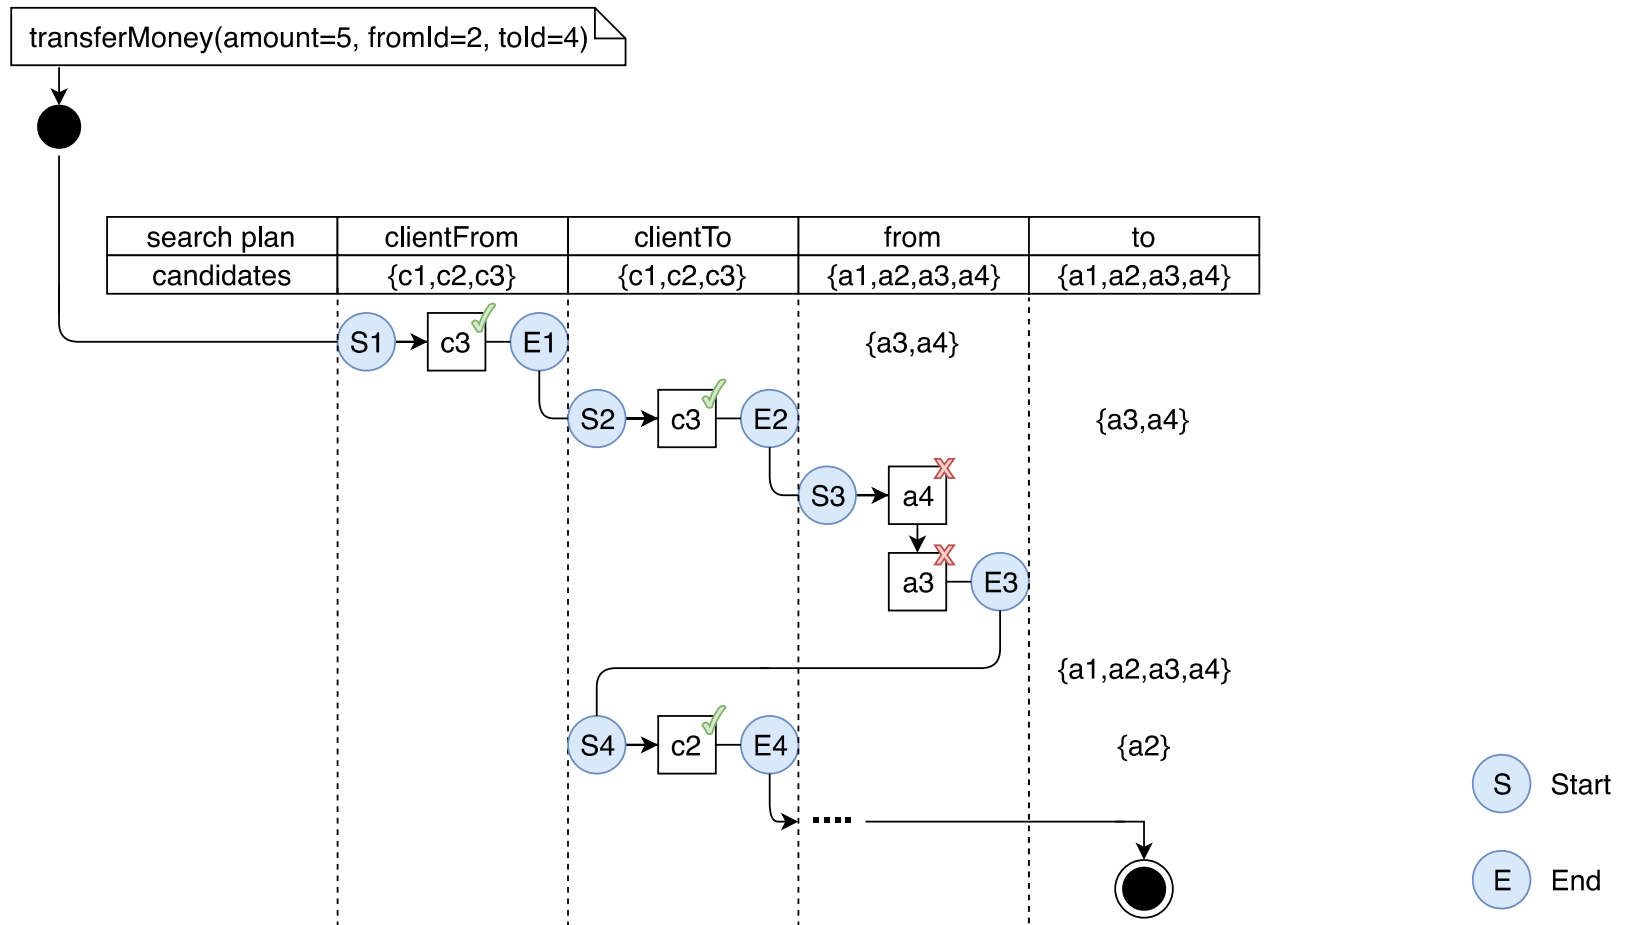 transferMoney(amount=5, fromId=2, toId=4)
search plan clientFrom clientTo from to
candidates {c1,c2,c3} {c1,c2,c3} {a1,a2,a3,a4} {a1,a2,a3,a4}
S1 c3 E1 {a3,a4}
S2 c3 E2 {a3,a4}
S3 a4
a3 E3
{a1,a2,a3,a4}
S4 c2 E4 {a2}
S Start
....
E End